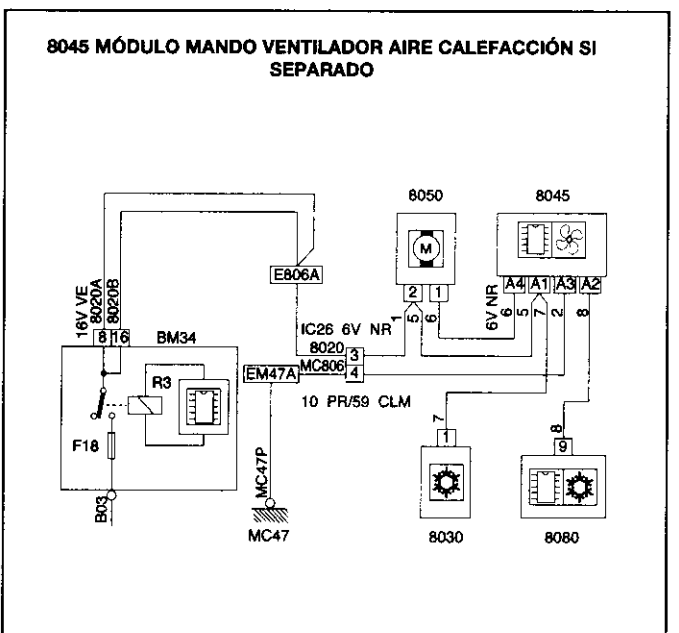 8045 MÓDULO MANDO VENTILADOR AIRE CALEFACCIÓN SI
SEPARADO
8050
8045
M
E806A
2 1
A4 A1 A3 A2
16V VE
8020A
8020B
6V NR
1 5 6
6 5 7 2 8
8 16
BM34
IC26 6V NR
8020
3
MC806
4
EM47A
10 PR/59 CLM
R3
F18
7
1
8
9
B03
MC47P
MC47
8030
8080